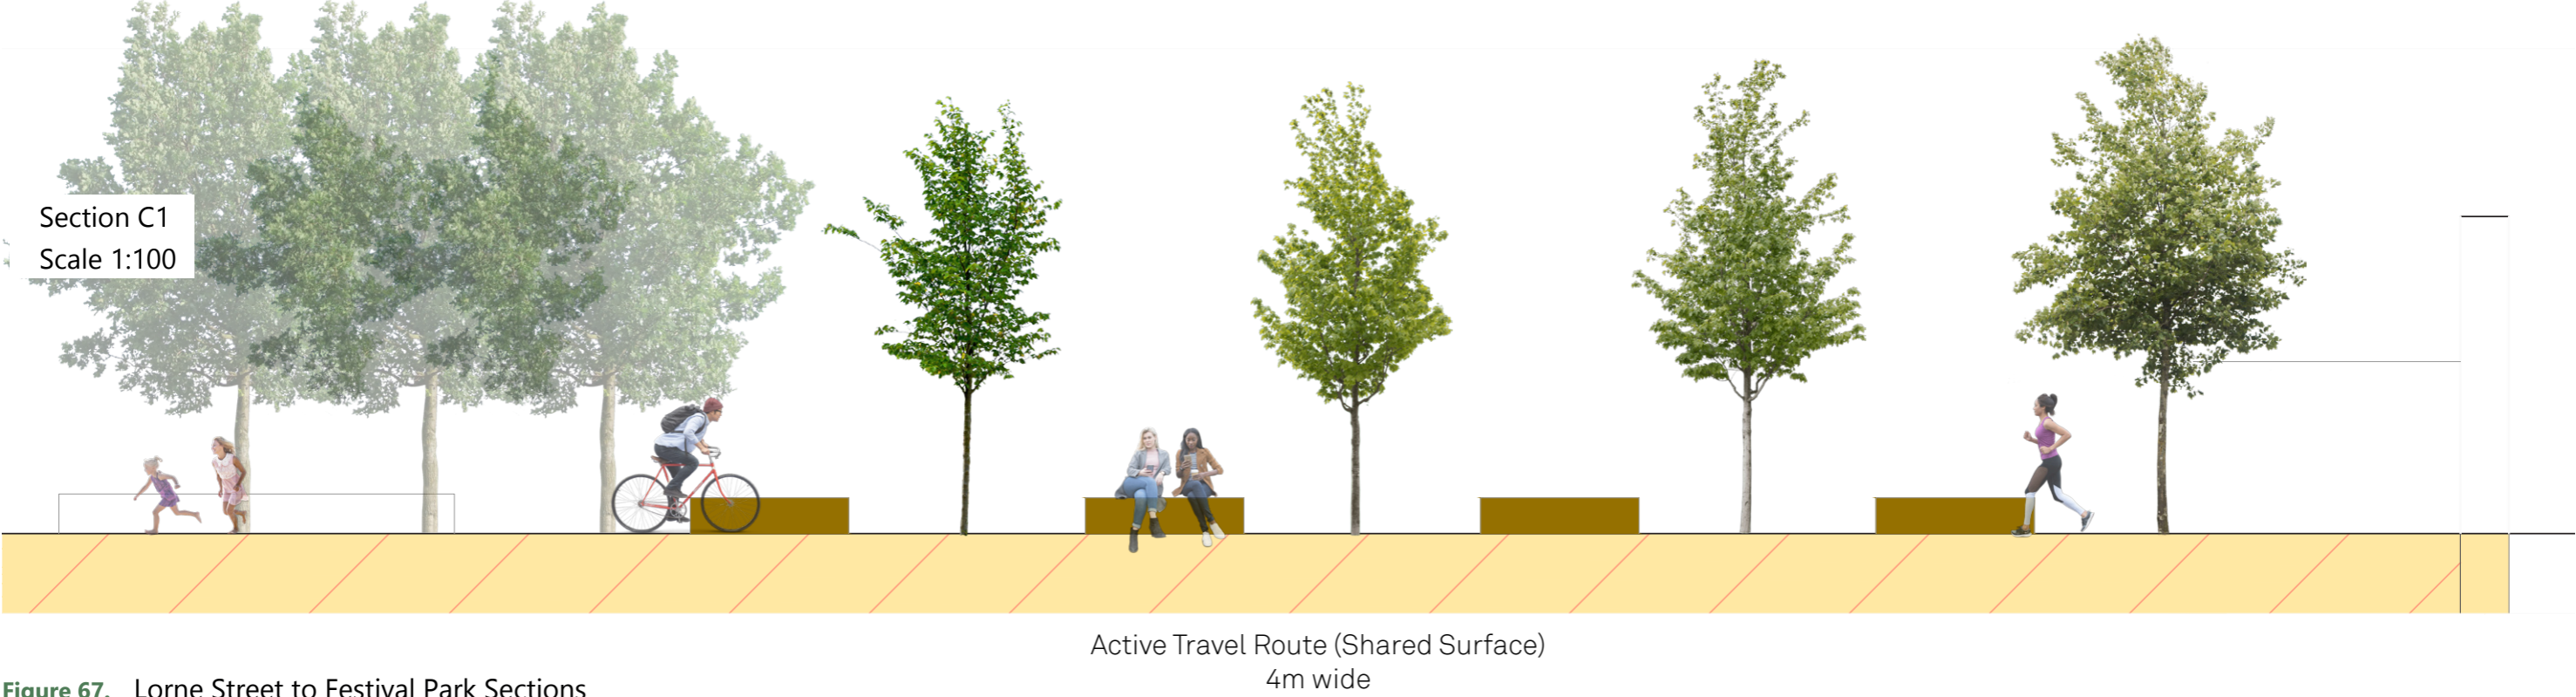 Section C1
Scale 1:100
Active Travel Route (Shared Surface)
4m wide
Figure 67. Lorne Street to Festival Park Sections